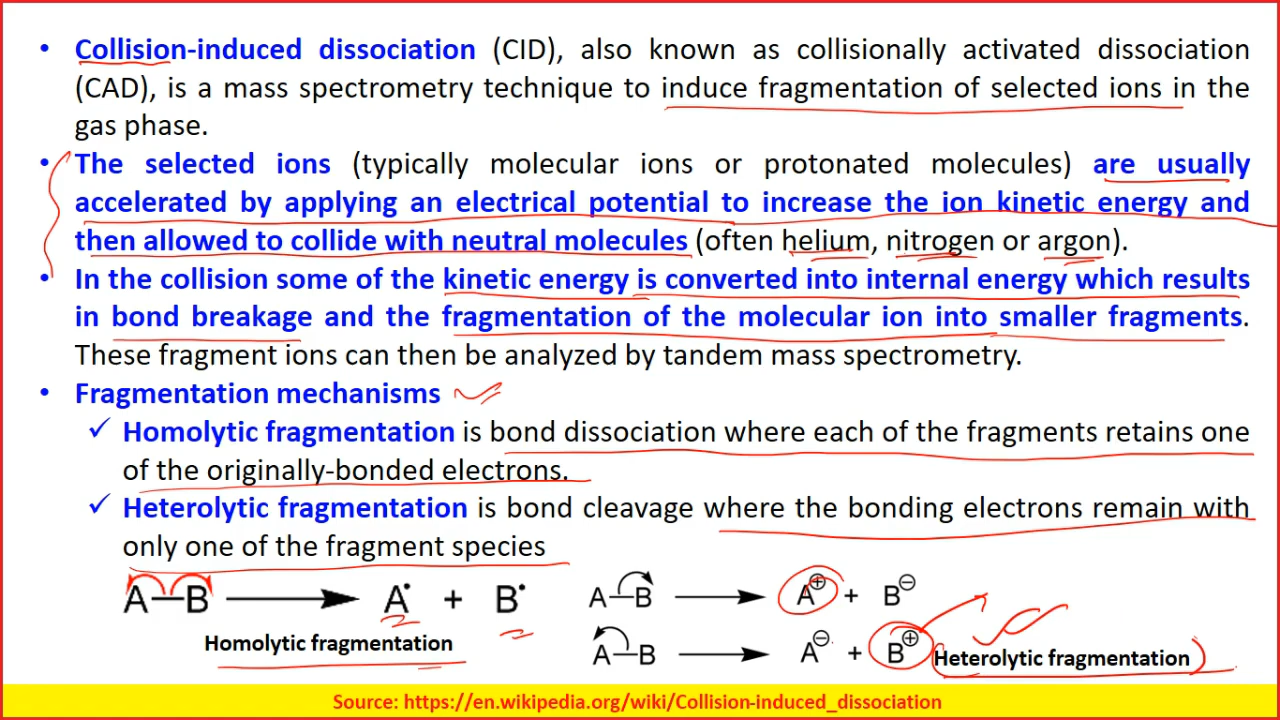 • Collision-induced dissociation (CID), also known as collisionally activated dissociation
(CAD), is a mass spectrometry technique to induce fragmentation of selected ions in the
gas phase.
• The selected ions (typically molecular ions or protonated molecules) are usually
accelerated by applying an electrical potential to increase the ion kinetic energy and
then allowed to collide with neutral molecules (often helium, nitrogen or argon).
• In the collision some of the kinetic energy is converted into internal energy which results
in bond breakage and the fragmentation of the molecular ion into smaller fragments.
These fragment ions can then be analyzed by tandem mass spectrometry.
• Fragmentation mechanisms
✓ Homolytic fragmentation is bond dissociation where each of the fragments retains one
of the originally-bonded electrons.
✓ Heterolytic fragmentation is bond cleavage where the bonding electrons remain with
only one of the fragment species
A—B ⟶ A• + B•
Homolytic fragmentation
A—B ⟶ A⊕ + B⊖
A—B ⟶ A⊖ + B⊕
Heterolytic fragmentation
Source: https://en.wikipedia.org/wiki/Collision-induced_dissociation